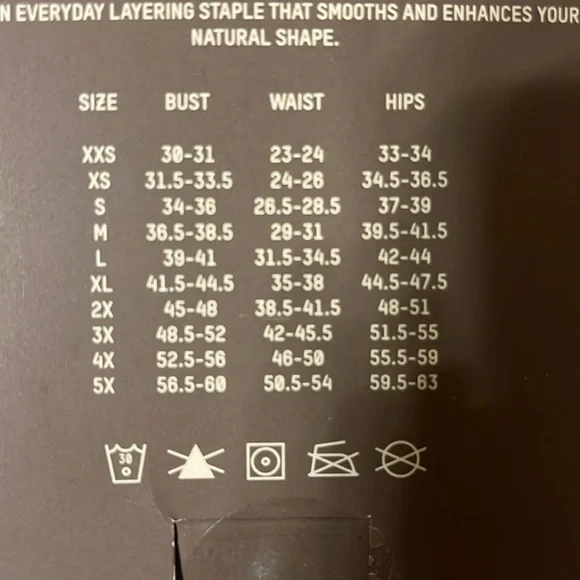 N EVERYDAY LAYERING STAPLE THAT SMOOTHS AND ENHANCES YOUR
NATURAL SHAPE.
SIZE BUST WAIST HIPS
XXS 30-31 23-24 33-34
XS 31.5-33.5 24-26 34.5-36.5
S 34-36 26.5-28.5 37-39
M 36.5-38.5 29-31 39.5-41.5
L 39-41 31.5-34.5 42-44
XL 41.5-44.5 35-38 44.5-47.5
2X 45-48 38.5-41.5 48-51
3X 48.5-52 42-45.5 51.5-55
4X 52.5-56 46-50 55.5-59
5X 56.5-60 50.5-54 59.5-63
30